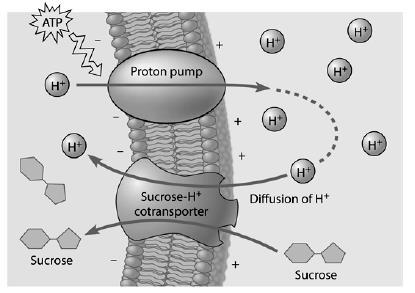 ATP
–
+
H⁺
H⁺
Proton pump
H⁺
H⁺
–
+
–
+
H⁺
H⁺
H⁺
–
+
H⁺
Sucrose-H⁺
cotransporter
Diffusion of H⁺
–
+
Sucrose
–
+
Sucrose